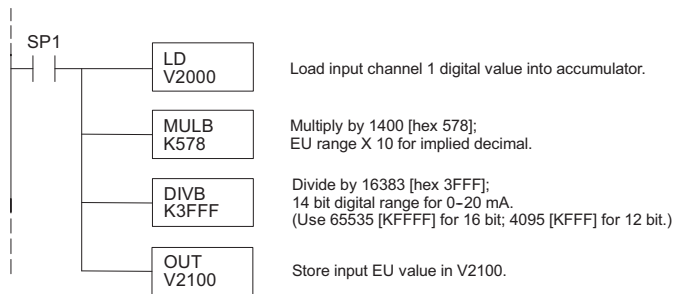 SP1
LD
V2000
Load input channel 1 digital value into accumulator.
MULB
K578
Multiply by 1400 [hex 578];
EU range X 10 for implied decimal.
DIVB
K3FFF
Divide by 16383 [hex 3FFF];
14 bit digital range for 0-20 mA.
(Use 65535 [KFFFF] for 16 bit; 4095 [KFFF] for 12 bit.)
OUT
V2100
Store input EU value in V2100.